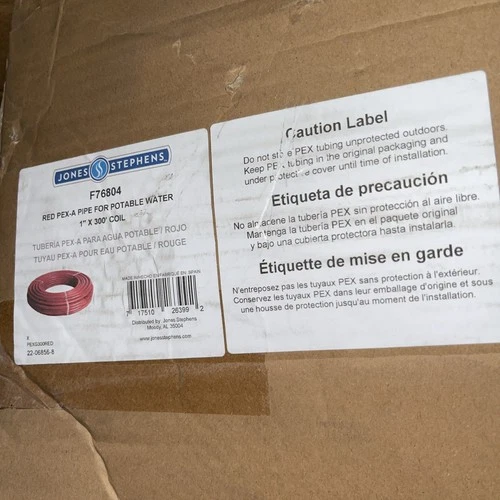 JONES STEPHENS
F76804
RED PEX-A PIPE FOR POTABLE WATER
1" X 300' COIL
TUBERÍA PEX-A PARA AGUA POTABLE / ROJO
TUYAU PEX-A POUR EAU POTABLE / ROUGE
MADE IN/HECHO EN/FABRIQUÉ EN, SPAIN
7 17510 26399 2
Distributed by: Jones Stephens
Moody, AL 35004
www.jonesstephens.com
22-06856-8
Caution Label
Do not PEX tubing unprotected outdoors.
Keep tubing in the original packaging and
under cover until time of installation.
Etiqueta de precaución
No almacene la tubería PEX sin protección al aire libre.
Mantenga la tubería PEX en el paquete original
y bajo una cubierta protectora hasta instalarla.
Étiquette de mise en garde
N'entreposez pas les tuyaux PEX sans protection à l'extérieur.
Conservez les tuyaux PEX dans leur emballage d'origine et sous
une housse de protection jusqu'au moment de l'installation.